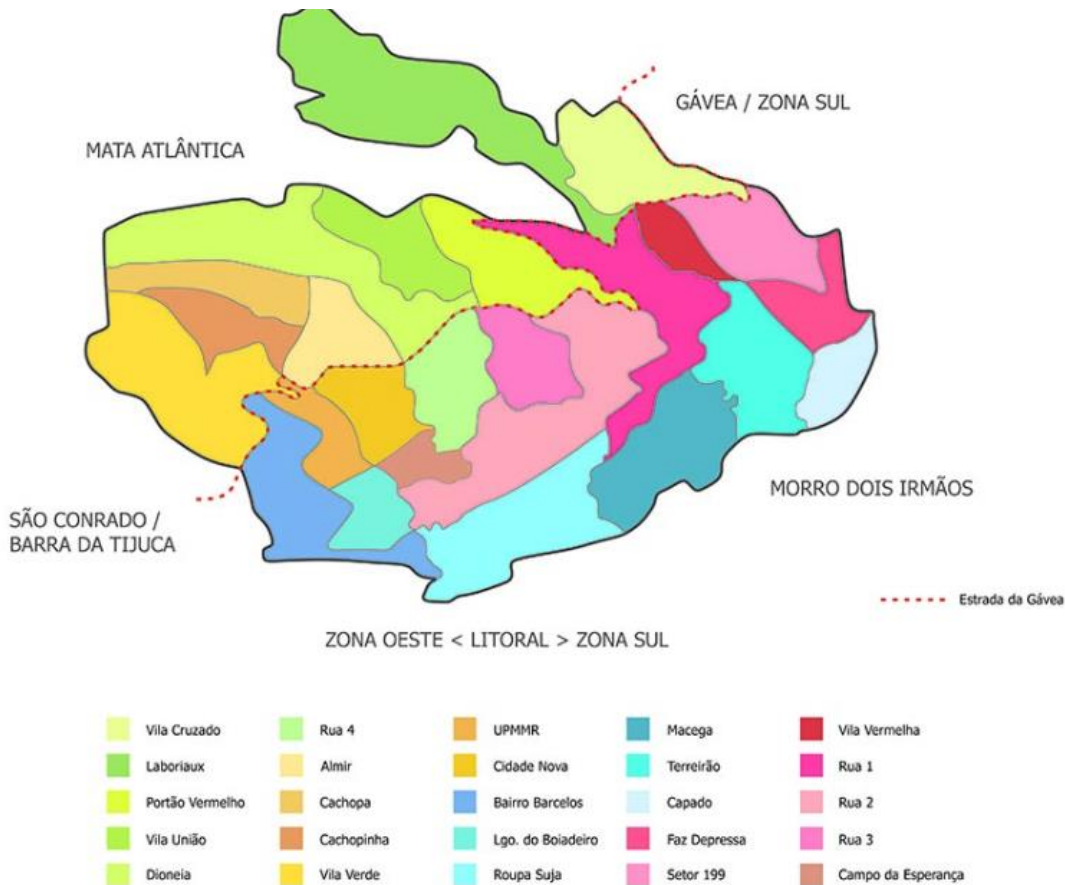 GÁVEA / ZONA SUL
MATA ATLÂNTICA
MORRO DOIS IRMÃOS
SÃO CONRADO /
BARRA DA TIJUCA
Estrada da Gávea
ZONA OESTE < LITORAL > ZONA SUL
Vila Cruzado
Rua 4
UPMMR
Macega
Vila Vermelha
Laboriaux
Almir
Cidade Nova
Terreirão
Rua 1
Portão Vermelho
Cachopa
Bairro Barcelos
Capado
Rua 2
Vila União
Cachopinha
Lgo. do Boiadeiro
Faz Depressa
Rua 3
Dioneia
Vila Verde
Roupa Suja
Setor 199
Campo da Esperança